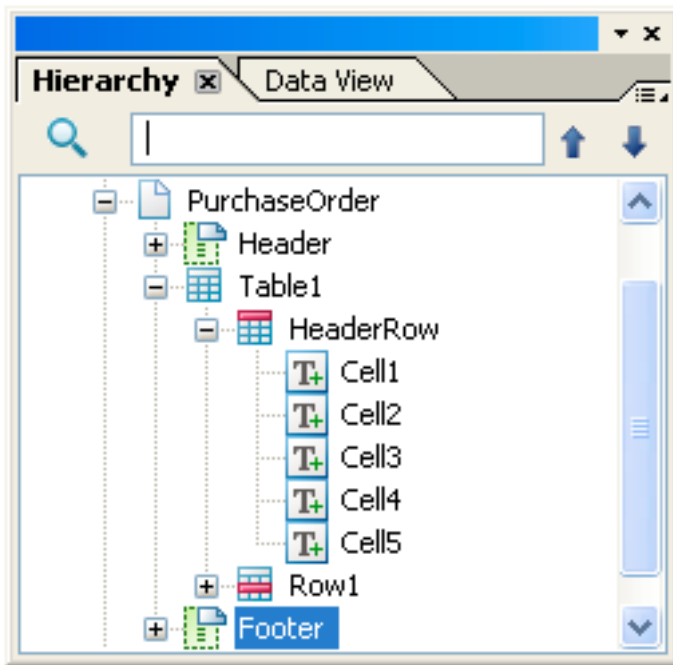 Hierarchy Data View
PurchaseOrder
Header
Table1
HeaderRow
Cell1
Cell2
Cell3
Cell4
Cell5
Row1
Footer